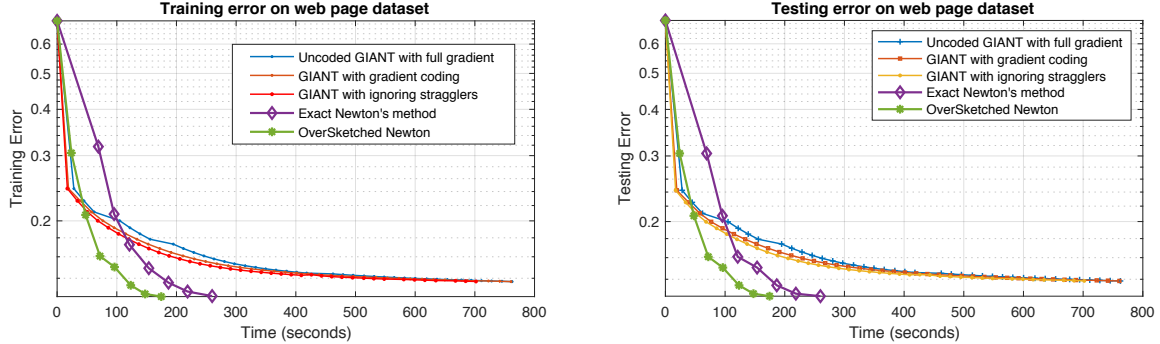 Training error on web page dataset
Training Error
0.6
0.5
0.4
0.3
0.2
Uncoded GIANT with full gradient
GIANT with gradient coding
GIANT with ignoring stragglers
Exact Newton's method
OverSketched Newton
0 100 200 300 400 500 600 700 800
Time (seconds)
Testing error on web page dataset
Testing Error
0.6
0.5
0.4
0.3
0.2
Uncoded GIANT with full gradient
GIANT with gradient coding
GIANT with ignoring stragglers
Exact Newton's method
OverSketched Newton
0 100 200 300 400 500 600 700 800
Time (seconds)